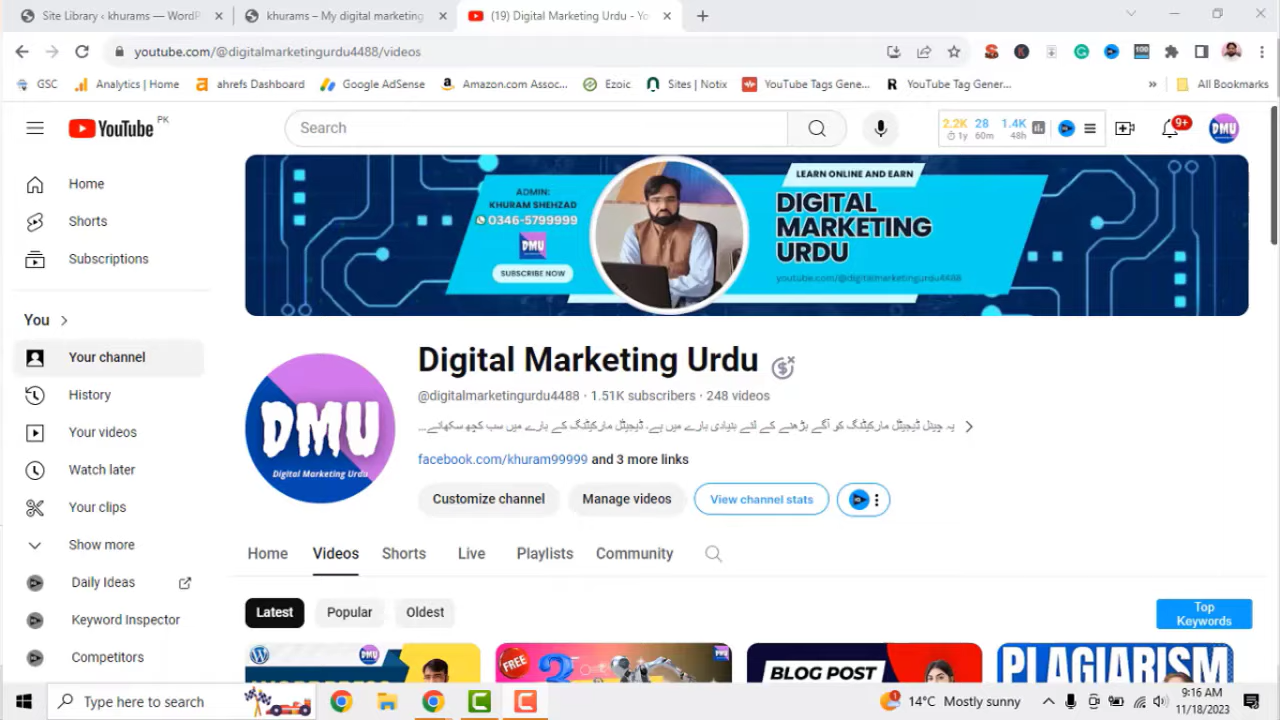 Site Library ‹ khurams — WordP
khurams – My digital marketing
(19) Digital Marketing Urdu - Yo
youtube.com/@digitalmarketingurdu4488/videos
GSC
Analytics | Home
ahrefs Dashboard
Google AdSense
Amazon.com Assoc...
Ezoic
Sites | Notix
YouTube Tags Gene...
YouTube Tag Gener...
»
All Bookmarks
YouTube PK
Search
2.2K 28 1.4K
1y 60m 48h
9+
DMU
Home
Shorts
Subscriptions
You
Your channel
History
Your videos
Watch later
Your clips
Show more
Daily Ideas
Keyword Inspector
Competitors
ADMIN:
KHURAM SHEHZAD
0346-5799999
DMU
SUBSCRIBE NOW
LEARN ONLINE AND EARN
DIGITAL
MARKETING
URDU
youtube.com/@digitalmarketingurdu4488
DMU
Digital Marketing Urdu
Digital Marketing Urdu
@digitalmarketingurdu4488 · 1.51K subscribers · 248 videos
یہ چینل ڈیجیٹل مارکیٹنگ کو آگے بڑھنے کے لئے بنیادی بارے میں ہے۔ ڈیجیٹل مارکیٹنگ کے بارے میں سب کچھ سکھائے...
facebook.com/khuram99999 and 3 more links
Customize channel
Manage videos
View channel stats
Home
Videos
Shorts
Live
Playlists
Community
Latest
Popular
Oldest
Top
Keywords
DMU
FREE
DMU
BLOG POST
PLAGIARISM
Type here to search
14°C Mostly sunny
9:16 AM
11/18/2023